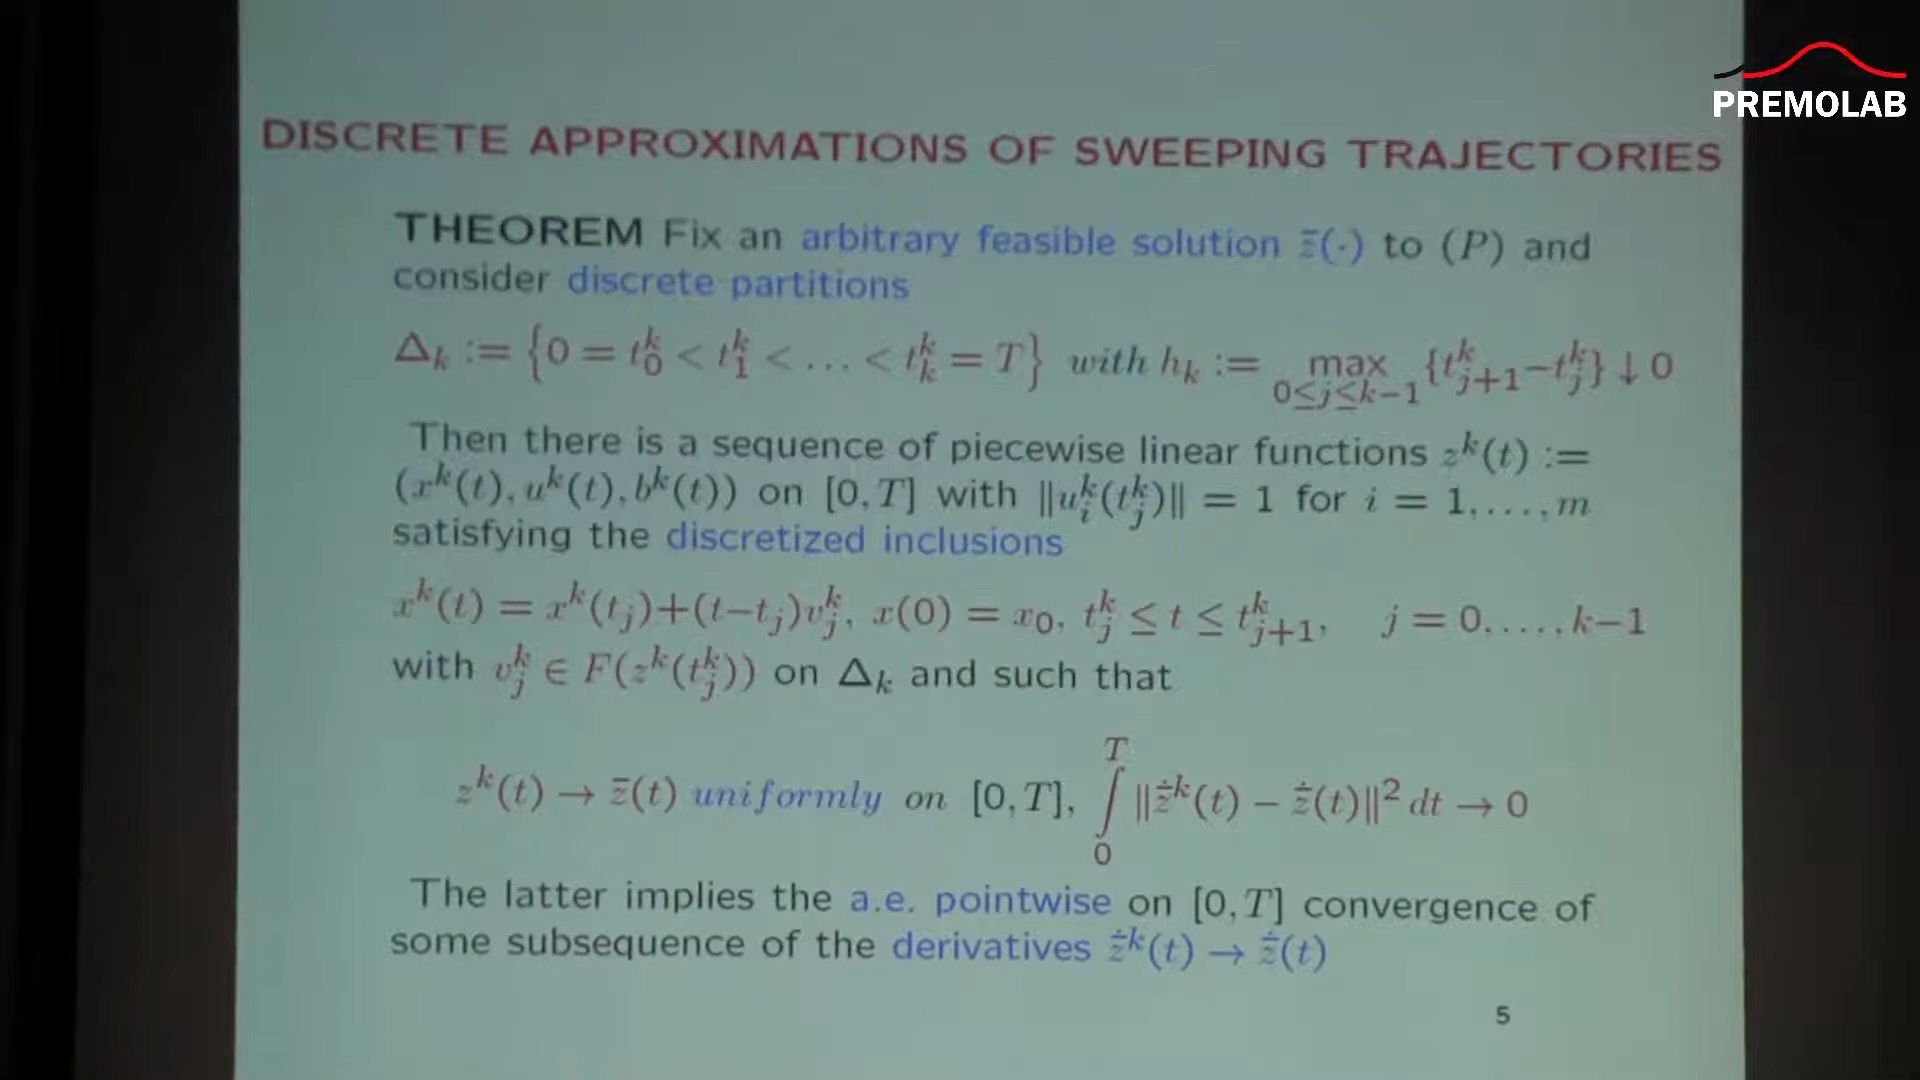 PREMOLAB
DISCRETE APPROXIMATIONS OF SWEEPING TRAJECTORIES
THEOREM Fix an arbitrary feasible solution z̄(·) to (P) and
consider discrete partitions
Δ_k := {0 = t_0^k < t_1^k < ... < t_k^k = T} with h_k := max_{0≤j≤k−1} {t_{j+1}^k − t_j^k} ↓ 0
Then there is a sequence of piecewise linear functions z^k(t) :=
(x^k(t), u^k(t), b^k(t)) on [0, T] with ‖u_i^k(t_j^k)‖ = 1 for i = 1, ..., m
satisfying the discretized inclusions
x^k(t) = x^k(t_j) + (t−t_j)v_j^k, x(0) = x_0, t_j^k ≤ t ≤ t_{j+1}^k, j = 0, ..., k−1
with v_j^k ∈ F(z^k(t_j^k)) on Δ_k and such that
z^k(t) → z̄(t) uniformly on [0, T], ∫_0^T ‖ż^k(t) − z̄̇(t)‖² dt → 0
The latter implies the a.e. pointwise on [0, T] convergence of
some subsequence of the derivatives ż^k(t) → z̄̇(t)
5